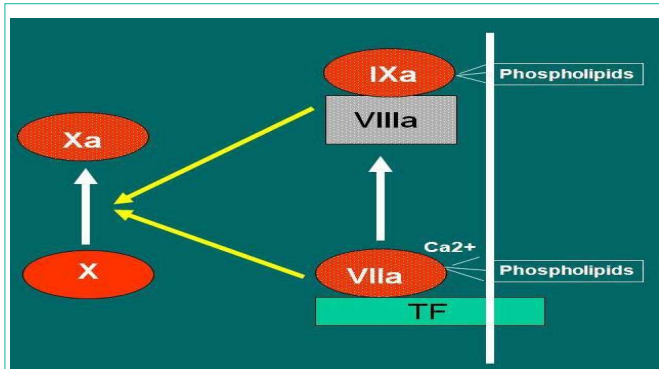 IXa
Phospholipids
VIIIa
Xa
Ca2+
X
VIIa
Phospholipids
TF